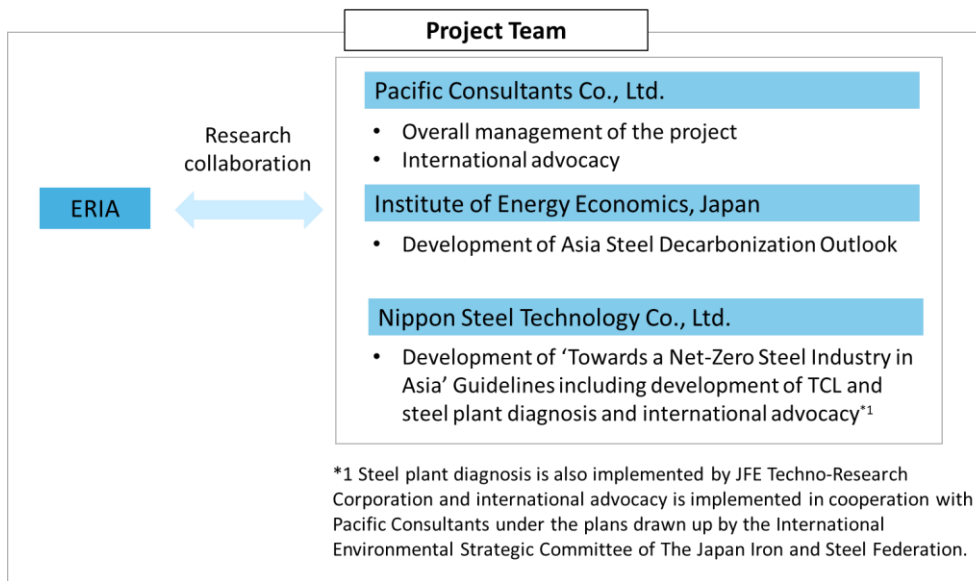 Project Team
Pacific Consultants Co., Ltd.
• Overall management of the project
• International advocacy
Research
collaboration
ERIA
Institute of Energy Economics, Japan
• Development of Asia Steel Decarbonization Outlook
Nippon Steel Technology Co., Ltd.
• Development of ‘Towards a Net-Zero Steel Industry in
Asia’ Guidelines including development of TCL and
steel plant diagnosis and international advocacy*1
*1 Steel plant diagnosis is also implemented by JFE Techno-Research
Corporation and international advocacy is implemented in cooperation with
Pacific Consultants under the plans drawn up by the International
Environmental Strategic Committee of The Japan Iron and Steel Federation.